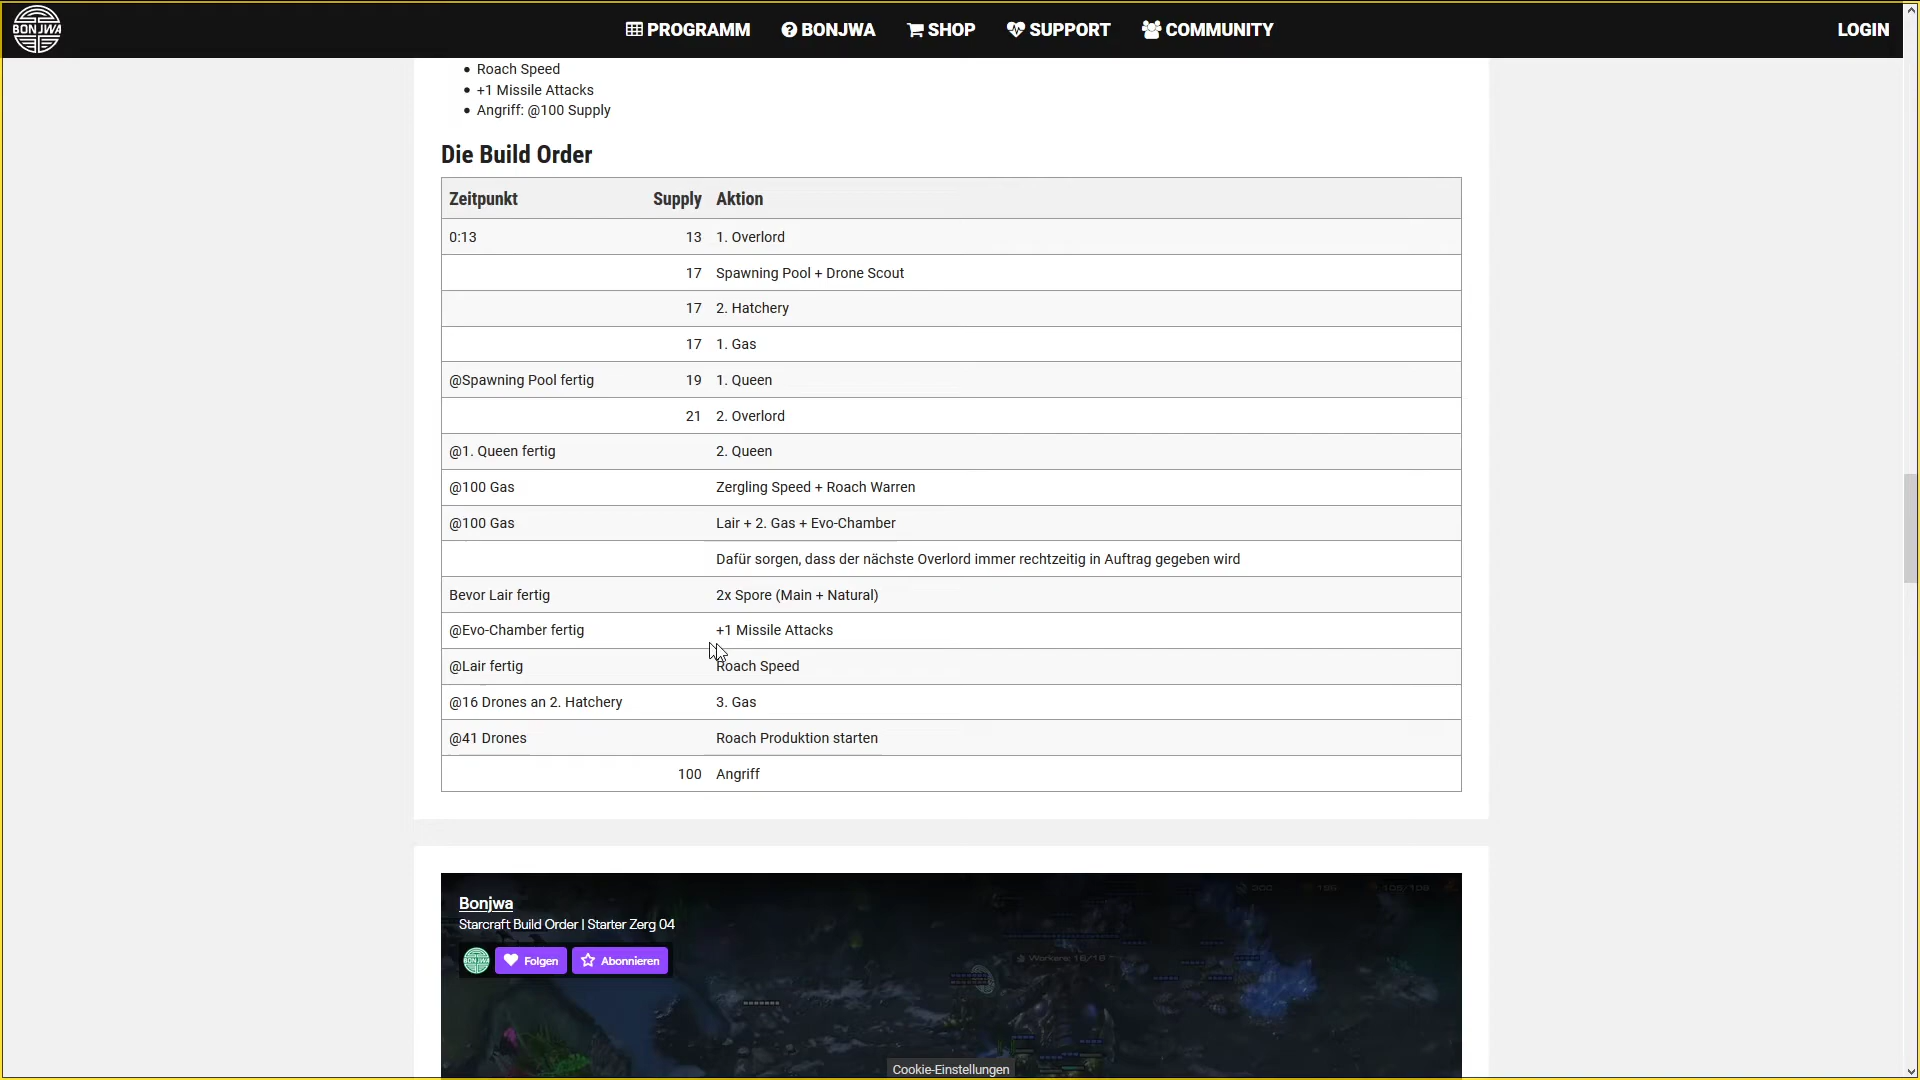 BONJWA
PROGRAMM BONJWA SHOP SUPPORT COMMUNITY LOGIN
Roach Speed
+1 Missile Attacks
Angriff: @100 Supply
Die Build Order
Zeitpunkt Supply Aktion
0:13 13 1. Overlord
17 Spawning Pool + Drone Scout
17 2. Hatchery
17 1. Gas
@Spawning Pool fertig 19 1. Queen
21 2. Overlord
@1. Queen fertig 2. Queen
@100 Gas Zergling Speed + Roach Warren
@100 Gas Lair + 2. Gas + Evo-Chamber
Dafür sorgen, dass der nächste Overlord immer rechtzeitig in Auftrag gegeben wird
Bevor Lair fertig 2x Spore (Main + Natural)
@Evo-Chamber fertig +1 Missile Attacks
@Lair fertig Roach Speed
@16 Drones an 2. Hatchery 3. Gas
@41 Drones Roach Produktion starten
100 Angriff
Bonjwa
Starcraft Build Order | Starter Zerg 04
Folgen Abonnieren
Workers: 16/16
Cookie-Einstellungen